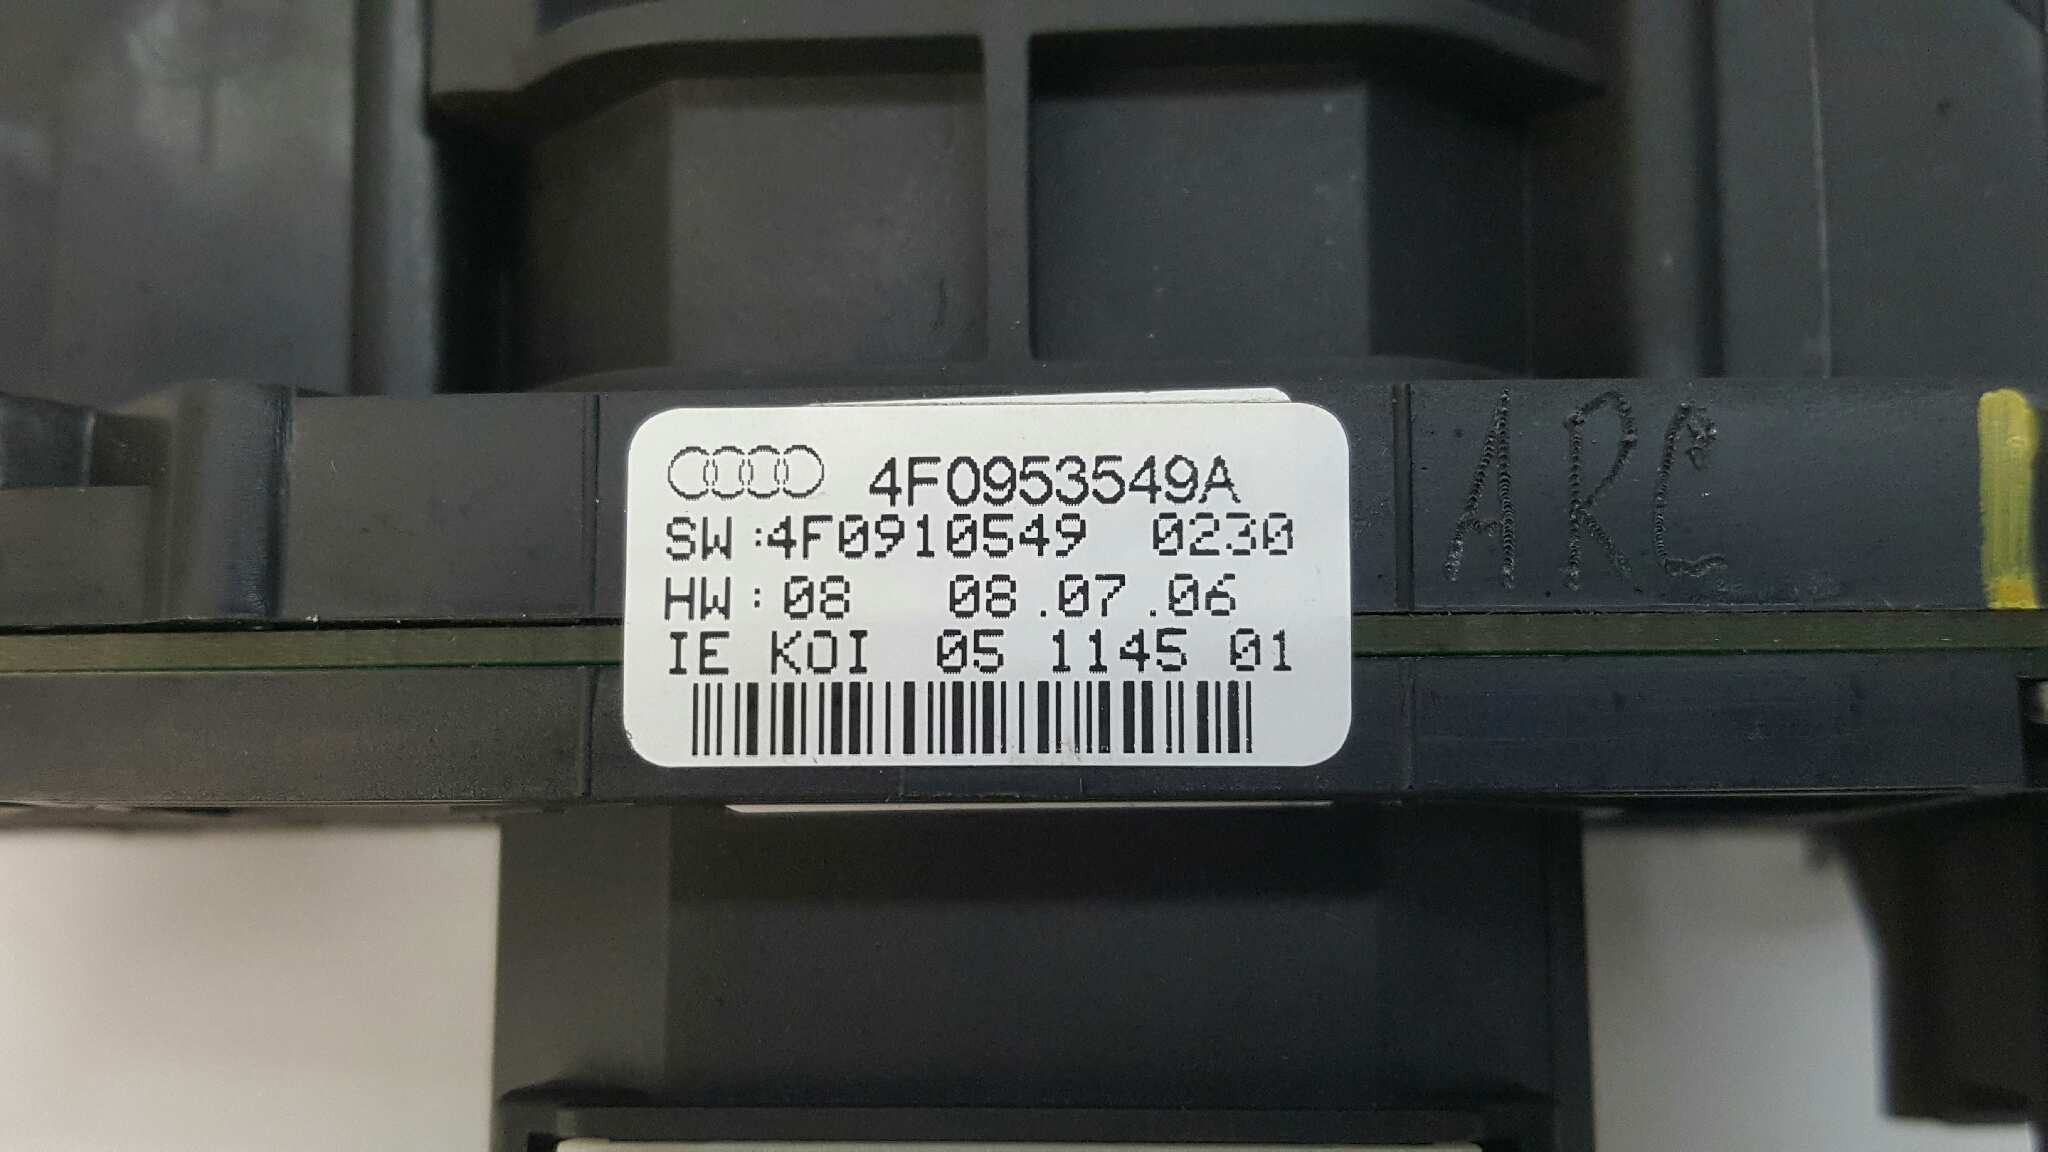 4F0953549A
SW:4F0910549 0230
HW:08 08.07.06
IE KOI 05 1145 01
ARC